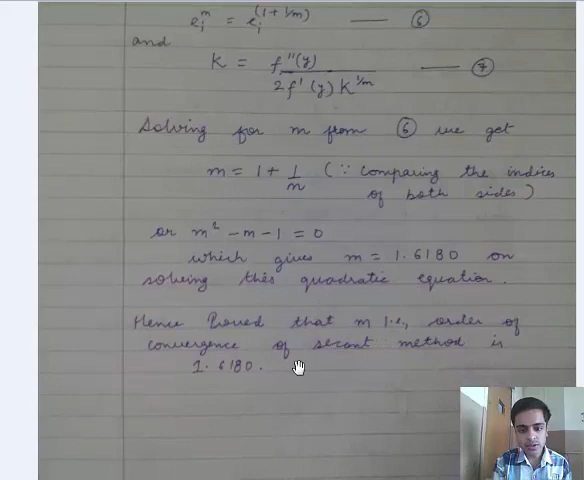 eᵢᵐ = eᵢ^(1 + 1/m) —— ⑥
and
K = f''(y) / 2f'(y) K^(1/m) —— ⑦
Solving for m from ⑥ we get
m = 1 + 1/m (∵ comparing the indices
of both sides)
or m² - m - 1 = 0
which gives m = 1.6180 on
solving this quadratic equation.
Hence Proved that m i.e., order of
convergence of secant method is
1.6180.